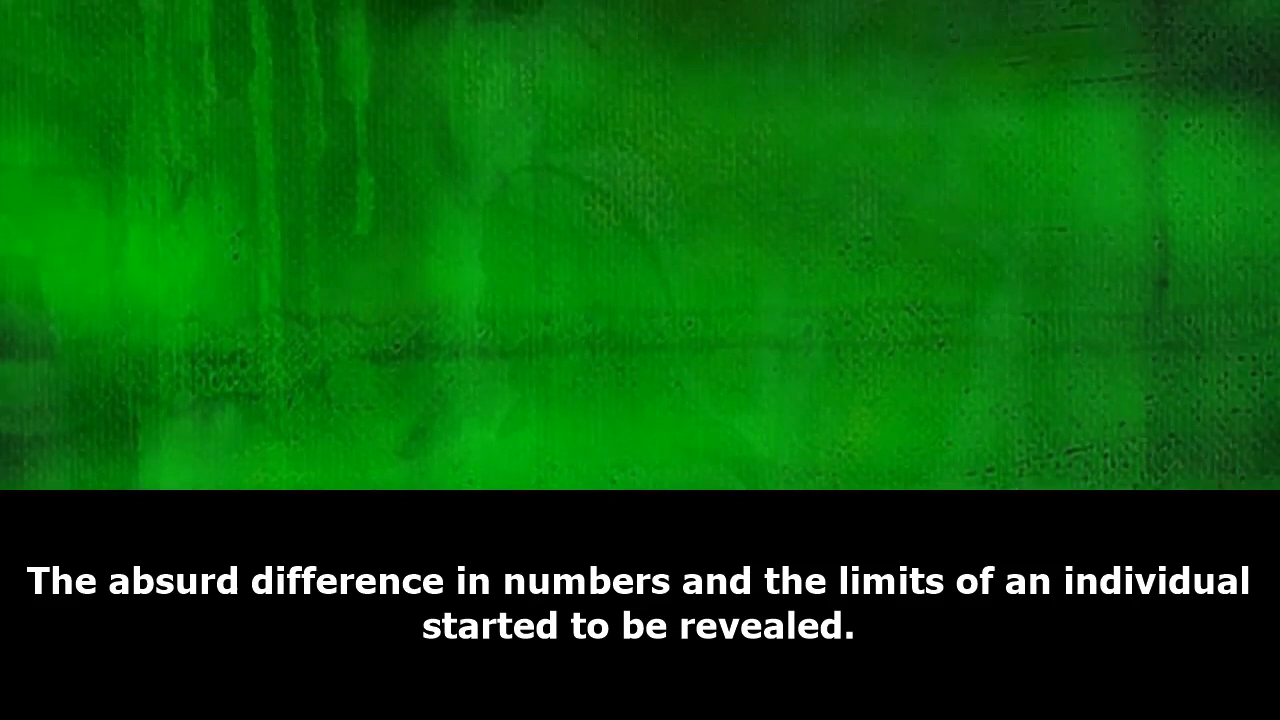 The absurd difference in numbers and the limits of an individual
started to be revealed.